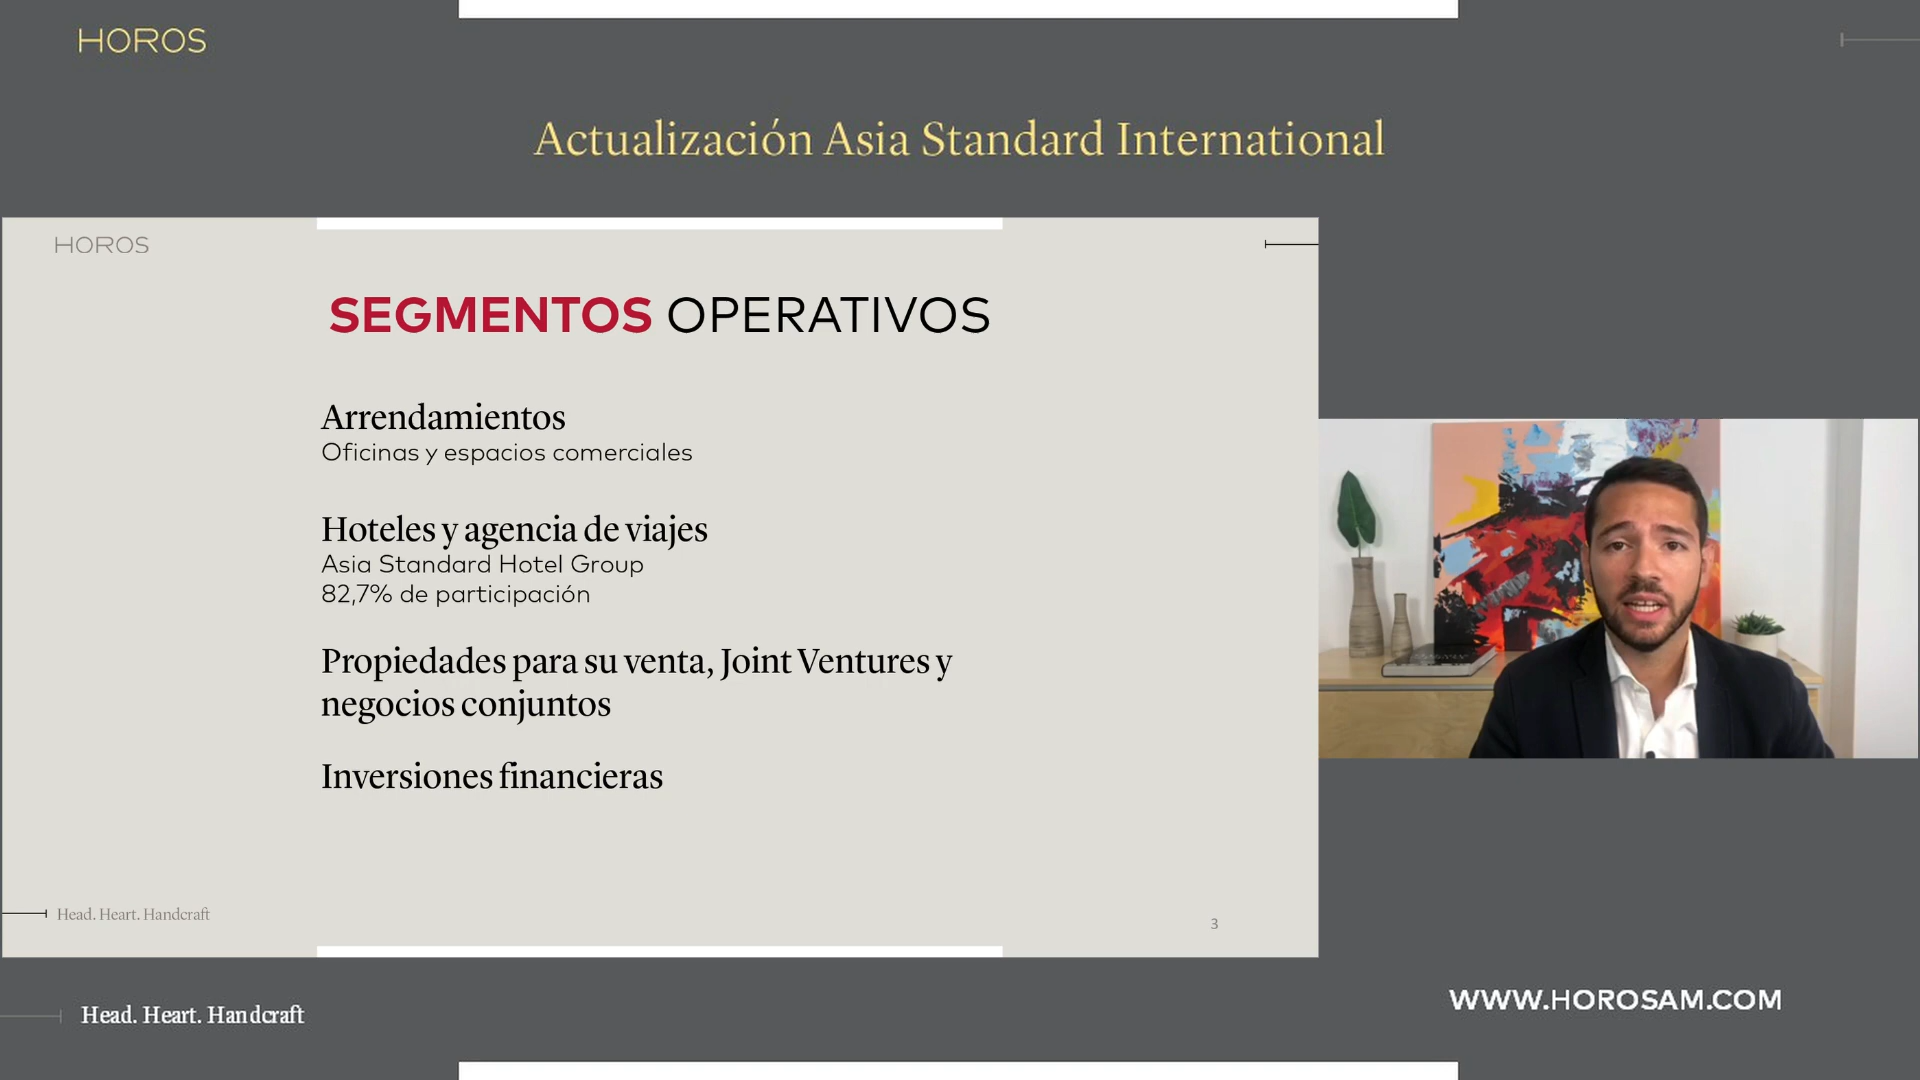 HOROS
Actualización Asia Standard International
HOROS
SEGMENTOS OPERATIVOS
Arrendamientos
Oficinas y espacios comerciales
Hoteles y agencia de viajes
Asia Standard Hotel Group
82,7% de participación
Propiedades para su venta, Joint Ventures y
negocios conjuntos
Inversiones financieras
Head. Heart. Handcraft
3
Head. Heart. Handcraft
WWW.HOROSAM.COM